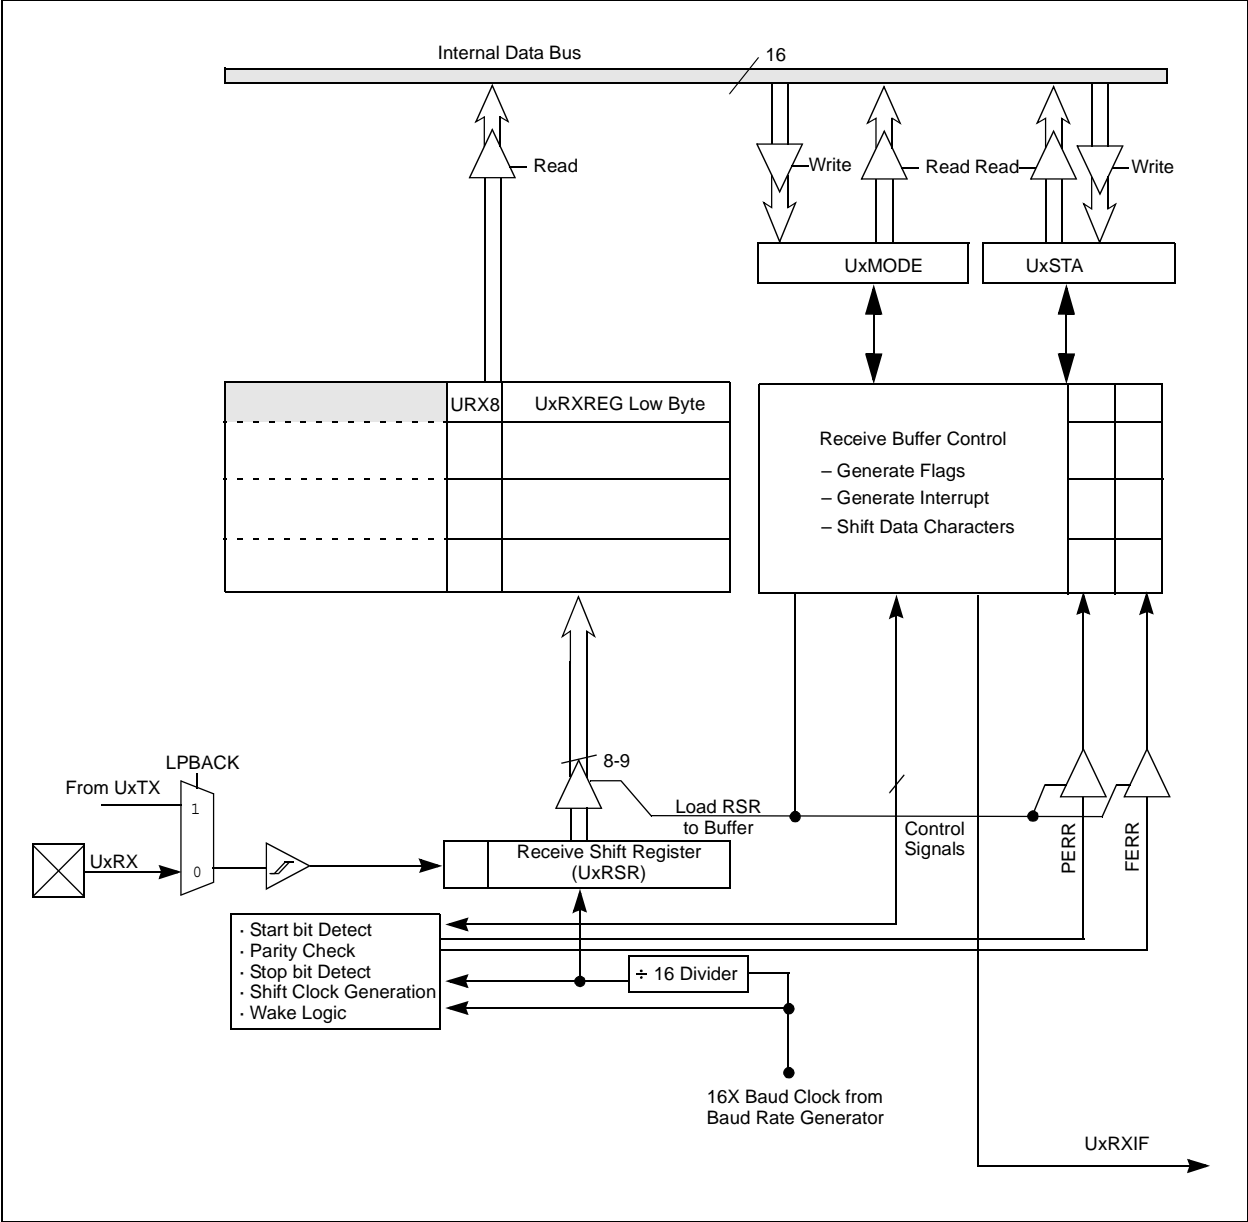 Internal Data Bus
16
Read
Write
Read Read
Write
UxMODE
UxSTA
URX8
UxRXREG Low Byte
Receive Buffer Control
– Generate Flags
– Generate Interrupt
– Shift Data Characters
LPBACK
From UxTX
1
8-9
Load RSR
to Buffer
Control
Signals
PERR
FERR
UxRX
0
Receive Shift Register
(UxRSR)
· Start bit Detect
· Parity Check
· Stop bit Detect
· Shift Clock Generation
· Wake Logic
÷ 16 Divider
16X Baud Clock from
Baud Rate Generator
UxRXIF